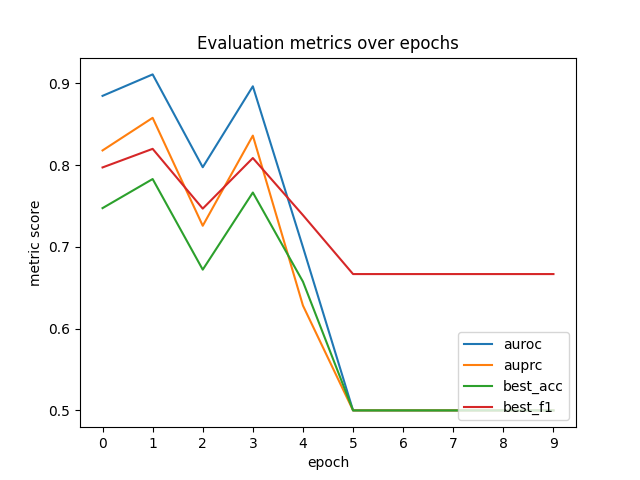 Evaluation metrics over epochs
metric score
0.9
0.8
0.7
0.6
0.5
auroc
auprc
best_acc
best_f1
0 1 2 3 4 5 6 7 8 9
epoch